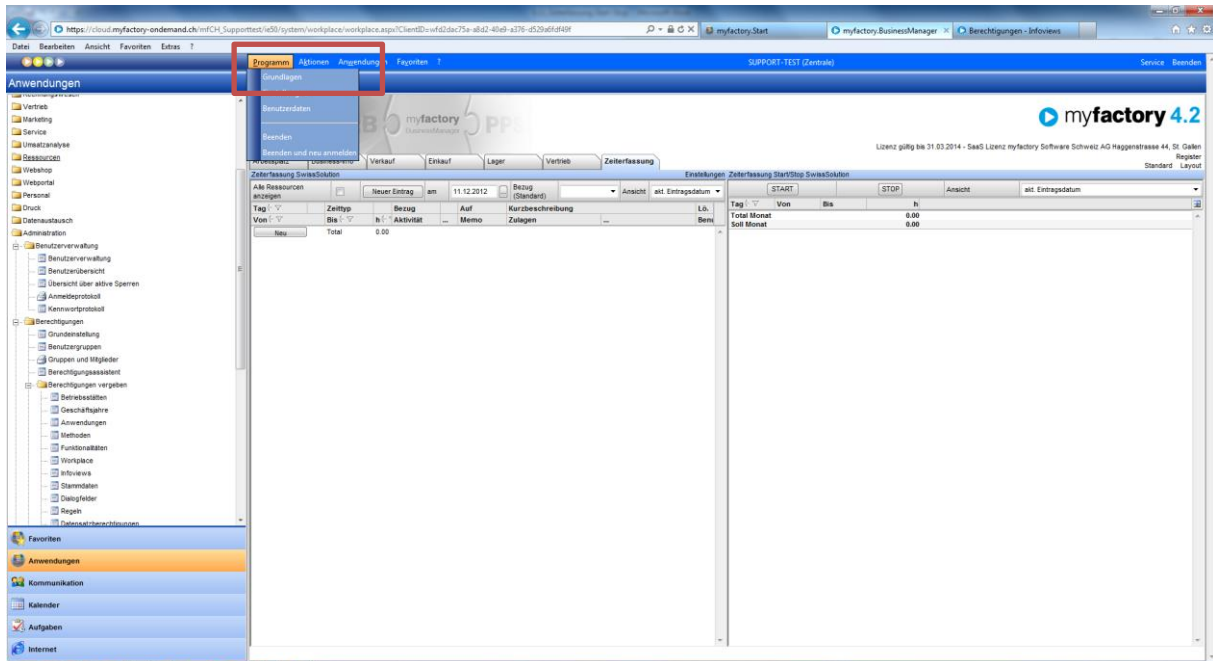 https://cloud.myfactory-ondemand.ch/mfCH_Supporttest/ie50/system/workplace/workplace.aspx?ClientID=wfd2dac75e-a8d2-40e9-a376-d529a6fdf49f
myfactory.Start
myfactory.BusinessManager
Berechtigungen - Infoviews
Datei Bearbeiten Ansicht Favoriten Extras ?
Programm Aktionen Anwendungen Favoriten ?
SUPPORT-TEST (Zentrale)
Service Beenden
Anwendungen
Grundlagen
Benutzerdaten
Beenden
Beenden und neu anmelden
myfactory
BusinessManager
PPS
myfactory 4.2
Lizenz gültig bis 31.03.2014 - SaaS Lizenz myfactory Software Schweiz AG Haggenstrasse 44, St. Gallen
Register
Standard Layout
Verkauf Einkauf Lager Vertrieb Zeiterfassung
Zeiterfassung SwissSolution
Einstellungen
Zeiterfassung Start/Stop SwissSolution
Alle Ressourcen anzeigen
Neuer Eintrag am 11.12.2012 Bezug (Standard) Ansicht akt. Eintragsdatum
START STOP Ansicht akt. Eintragsdatum
Tag Zeittyp Bezug Auf Kurzbeschreibung Lö.
Von Bis h Aktivität ... Memo Zulagen ...
Neu Total 0.00
Tag Von Bis h
Total Monat 0.00
Soll Monat 0.00
Vertrieb
Marketing
Service
Umsatzanalyse
Ressourcen
Webshop
Webportal
Personal
Druck
Datenaustausch
Administration
Benutzerverwaltung
Benutzerverwaltung
Benutzerübersicht
Übersicht über aktive Sperren
Anmeldeprotokoll
Kennwortprotokoll
Berechtigungen
Grundeinstellung
Benutzergruppen
Gruppen und Mitglieder
Berechtigungsassistent
Berechtigungen vergeben
Betriebsstätten
Geschäftsjahre
Anwendungen
Methoden
Funktionalitäten
Workplace
Infoviews
Stammdaten
Dialogfelder
Regeln
Datensatzberechtigungen
Favoriten
Anwendungen
Kommunikation
Kalender
Aufgaben
Internet